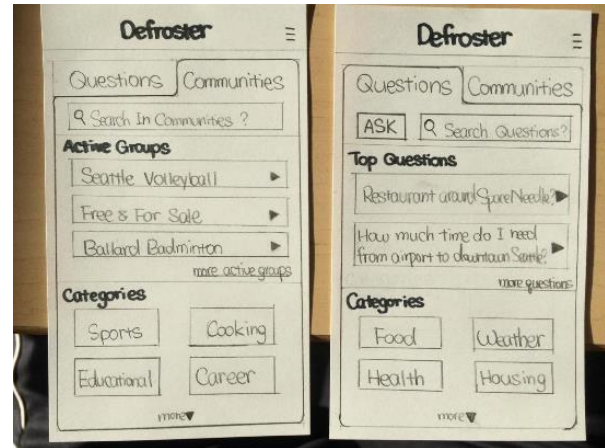 Defroster
Questions Communities
Search In Communities ?
Active Groups
Seattle Volleyball
Free & For Sale
Ballard Badminton
more active groups
Categories
Sports Cooking
Educational Career
more
Defroster
Questions Communities
ASK Search Questions?
Top Questions
Restaurant around Space Needle?
How much time do I need
from airport to downtown Seattle?
more questions
Categories
Food Weather
Health Housing
more